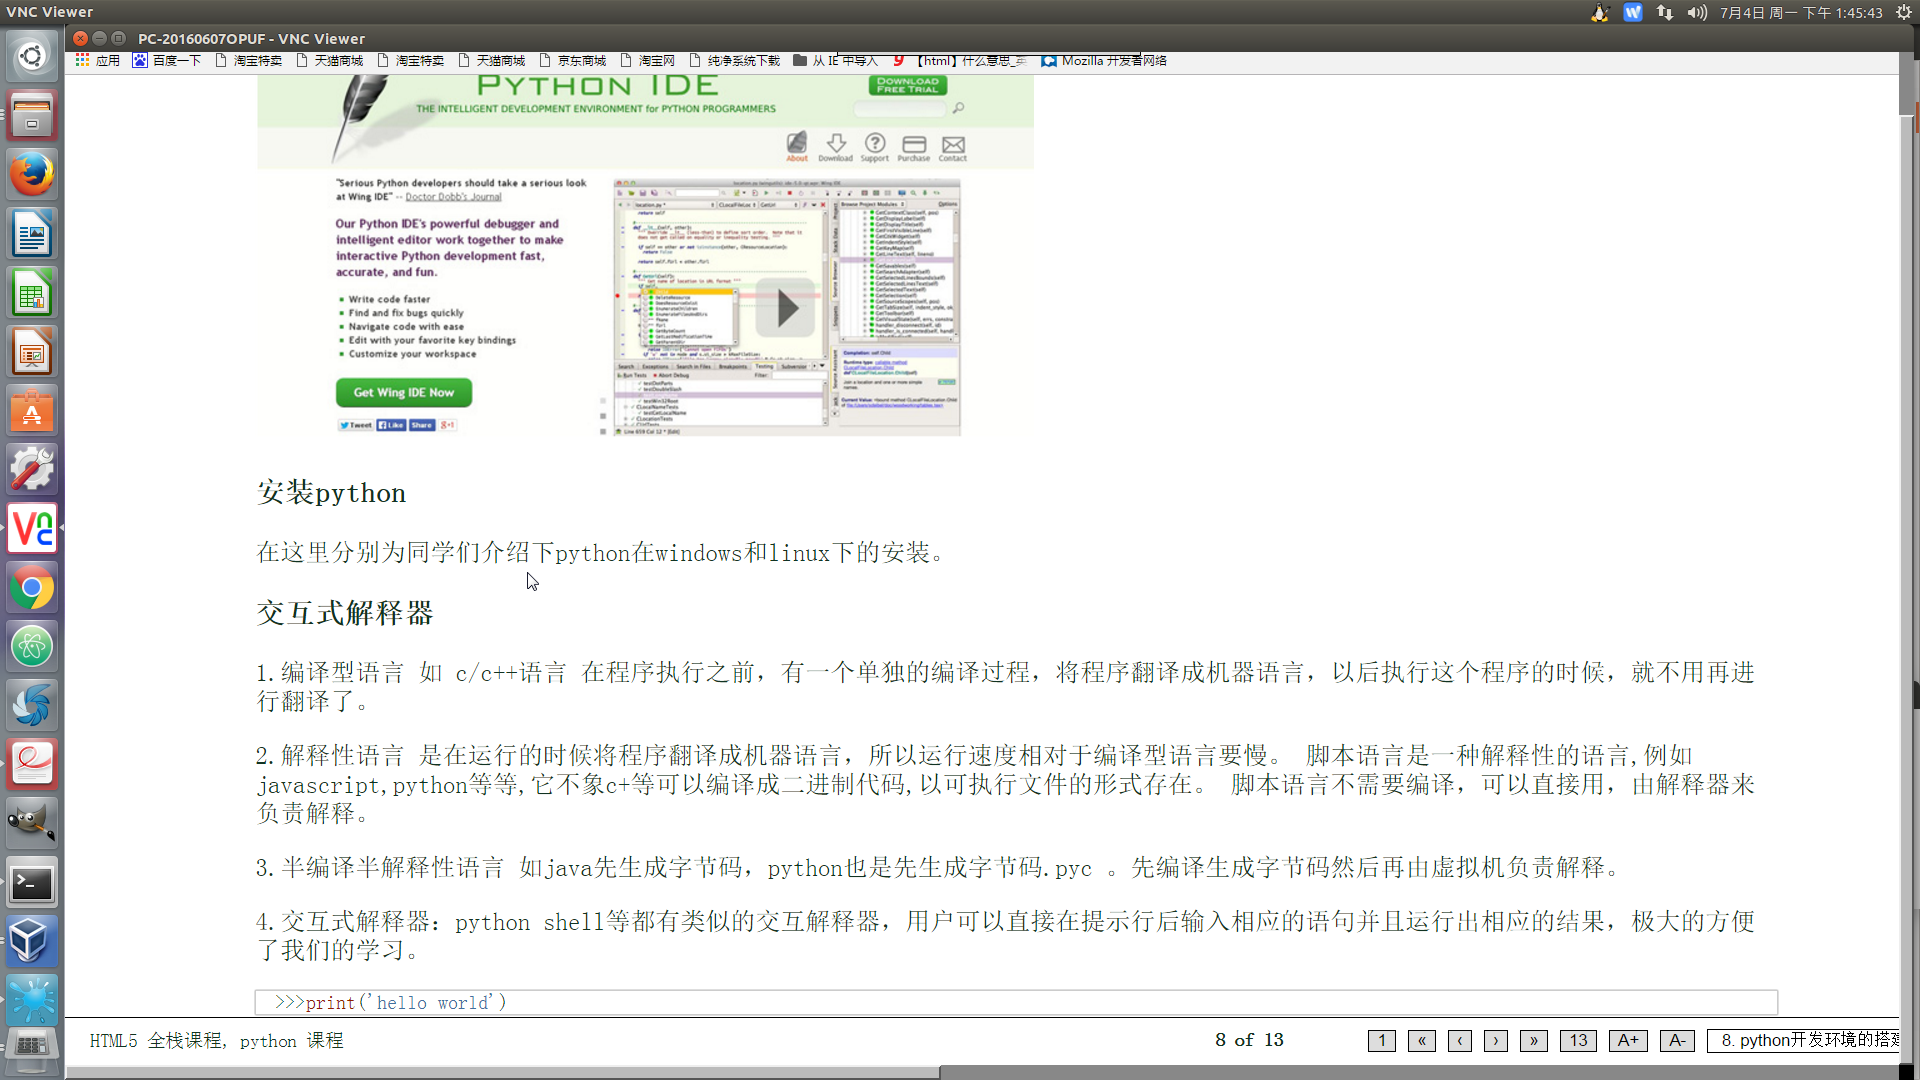 VNC Viewer
7月4日 周一 下午 1:45:43
PC-20160607OPUF - VNC Viewer
应用 百度一下 淘宝特卖 天猫商城 淘宝特卖 天猫商城 京东商城 淘宝网 纯净系统下载 从 IE 中导入 【html】什么意思_英 Mozilla 开发者网络
PYTHON IDE
DOWNLOAD
FREE TRIAL
THE INTELLIGENT DEVELOPMENT ENVIRONMENT for PYTHON PROGRAMMERS
About Download Support Purchase Contact
"Serious Python developers should take a serious look
at Wing IDE" -- Doctor Dobb's Journal
Our Python IDE's powerful debugger and
intelligent editor work together to make
interactive Python development fast,
accurate, and fun.
Write code faster
Find and fix bugs quickly
Navigate code with ease
Edit with your favorite key bindings
Customize your workspace
Get Wing IDE Now
Tweet Like Share g+1
安装python
在这里分别为同学们介绍下python在windows和linux下的安装。
交互式解释器
1.编译型语言 如 c/c++语言 在程序执行之前，有一个单独的编译过程，将程序翻译成机器语言，以后执行这个程序的时候，就不用再进
行翻译了。
2.解释性语言 是在运行的时候将程序翻译成机器语言，所以运行速度相对于编译型语言要慢。 脚本语言是一种解释性的语言,例如
javascript,python等等,它不象c+等可以编译成二进制代码,以可执行文件的形式存在。 脚本语言不需要编译，可以直接用，由解释器来
负责解释。
3.半编译半解释性语言 如java先生成字节码，python也是先生成字节码.pyc 。先编译生成字节码然后再由虚拟机负责解释。
4.交互式解释器：python shell等都有类似的交互解释器，用户可以直接在提示行后输入相应的语句并且运行出相应的结果，极大的方便
了我们的学习。
>>>print('hello world')
HTML5 全栈课程, python 课程
8 of 13
1 « ‹ › » 13 A+ A- 8. python开发环境的搭建